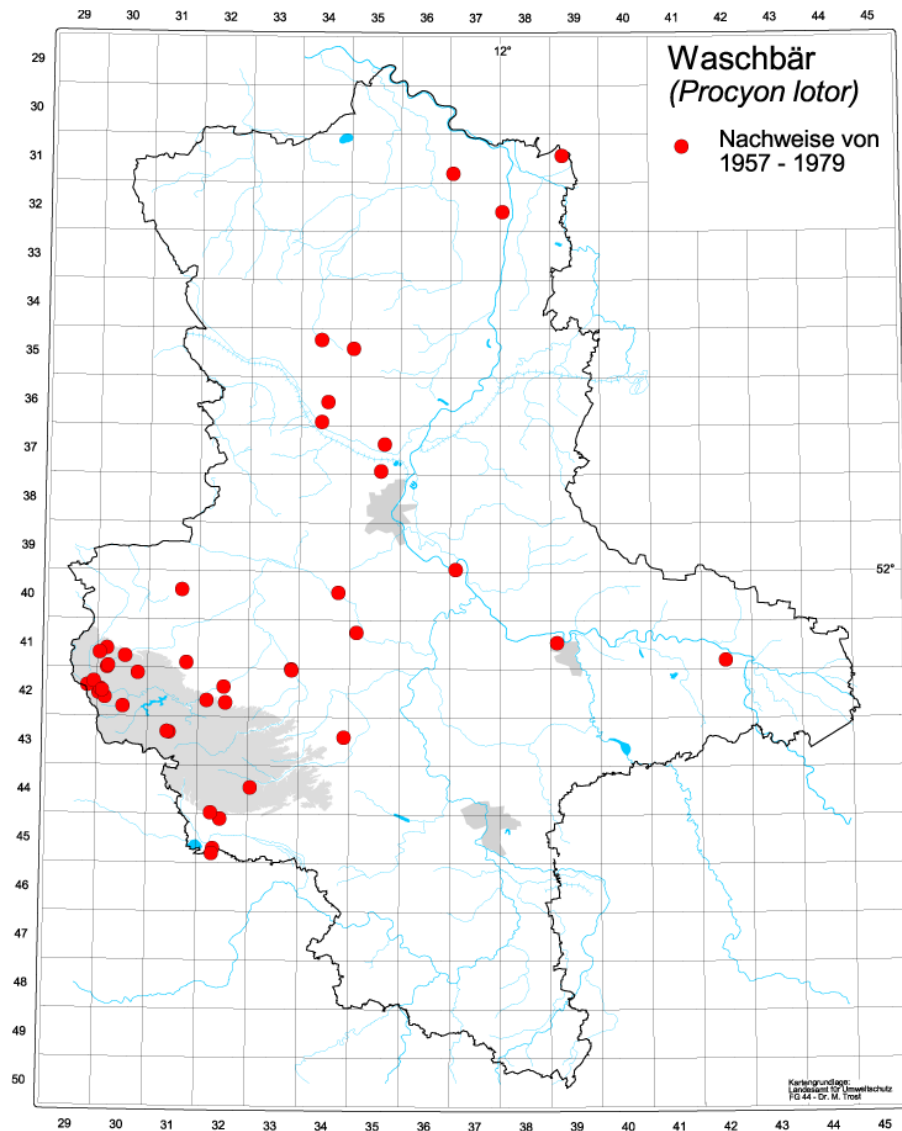 29 30 31 32 33 34 35 36 37 38 39 40 41 42 43 44 45
12°
Waschbär
(Procyon lotor)
Nachweise von
1957 - 1979
29
30
31
32
33
34
35
36
37
38
39
52°
40
41
42
43
44
45
46
47
48
49
50
Kartengrundlage:
Landesamt für Umweltschutz
FG 44 - Dr. M. Trost
29 30 31 32 33 34 35 36 37 38 39 40 41 42 43 44 45